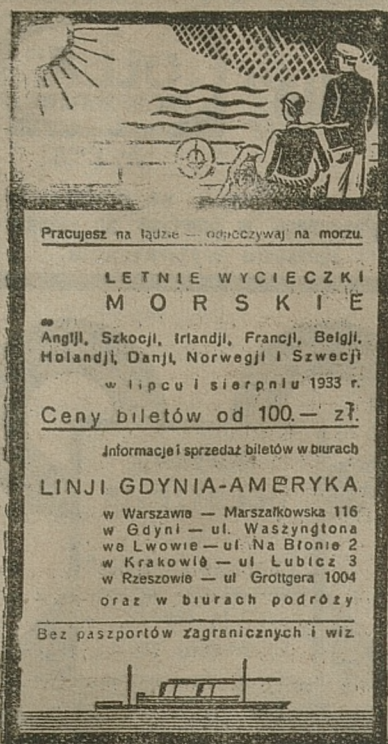 Pracujesz na lądzie — odpoczywaj na morzu.
LETNIE WYCIECZKI
MORSKIE
do
Anglji, Szkocji, Irlandji, Francji, Belgji,
Holandji, Danji, Norwegji i Szwecji
w lipcu i sierpniu 1933 r.
Ceny biletów od 100.— zł.
Informacje i sprzedaż biletów w biurach
LINJI GDYNIA-AMERYKA
w Warszawie — Marszałkowska 116
w Gdyni — ul. Waszyngtona
we Lwowie — ul Na Błonie 2
w Krakowie — ul Lubicz 3
w Rzeszowie — ul Grottgera 1004
oraz w biurach podróży
Bez paszportów zagranicznych i wiz